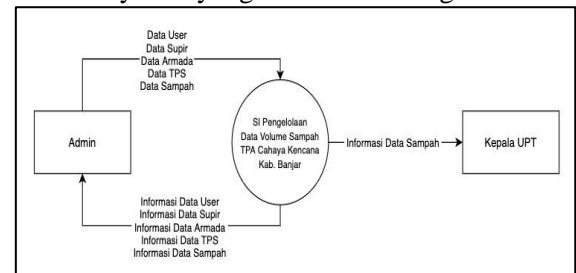 Data User
Data Supir
Data Armada
Data TPS
Data Sampah
Admin
SI Pengelolaan
Data Volume Sampah
TPA Cahaya Kencana
Kab. Banjar
Informasi Data Sampah
Kepala UPT
Informasi Data User
Informasi Data Supir
Informasi Data Armada
Informasi Data TPS
Informasi Data Sampah